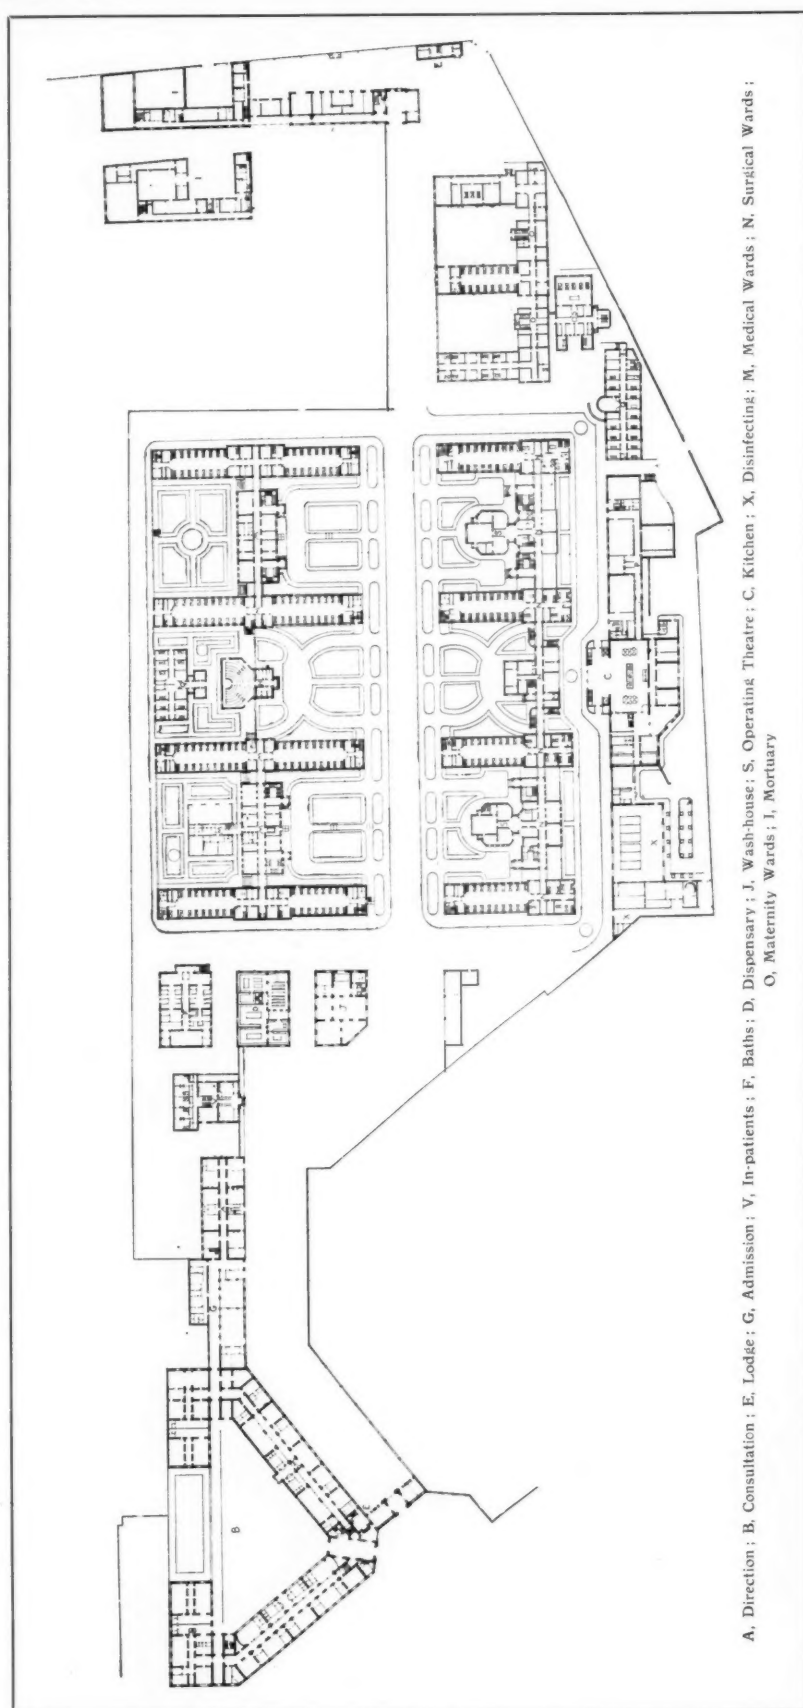 A, Direction; B, Consultation; E, Lodge; G, Admission; V, In-patients; F, Baths; D, Dispensary; J, Wash-house; S, Operating Theatre; C, Kitchen; X, Disinfecting; M, Medical Wards; N, Surgical Wards;
O, Maternity Wards; I, Mortuary
B
E
G
C
X
X
E